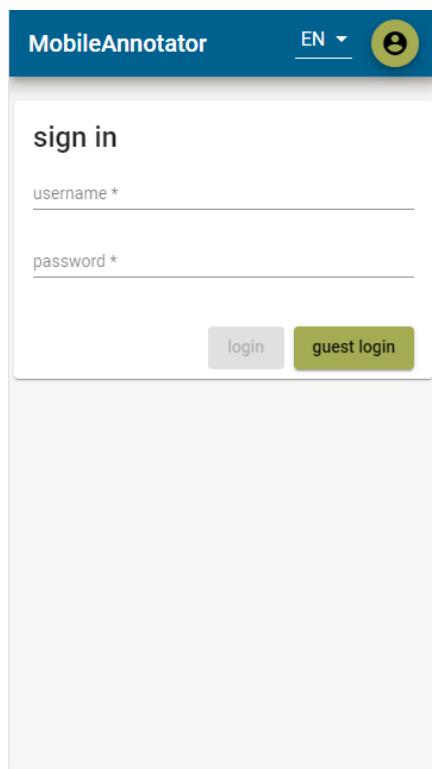 MobileAnnotator EN
sign in
username *
password *
login guest login